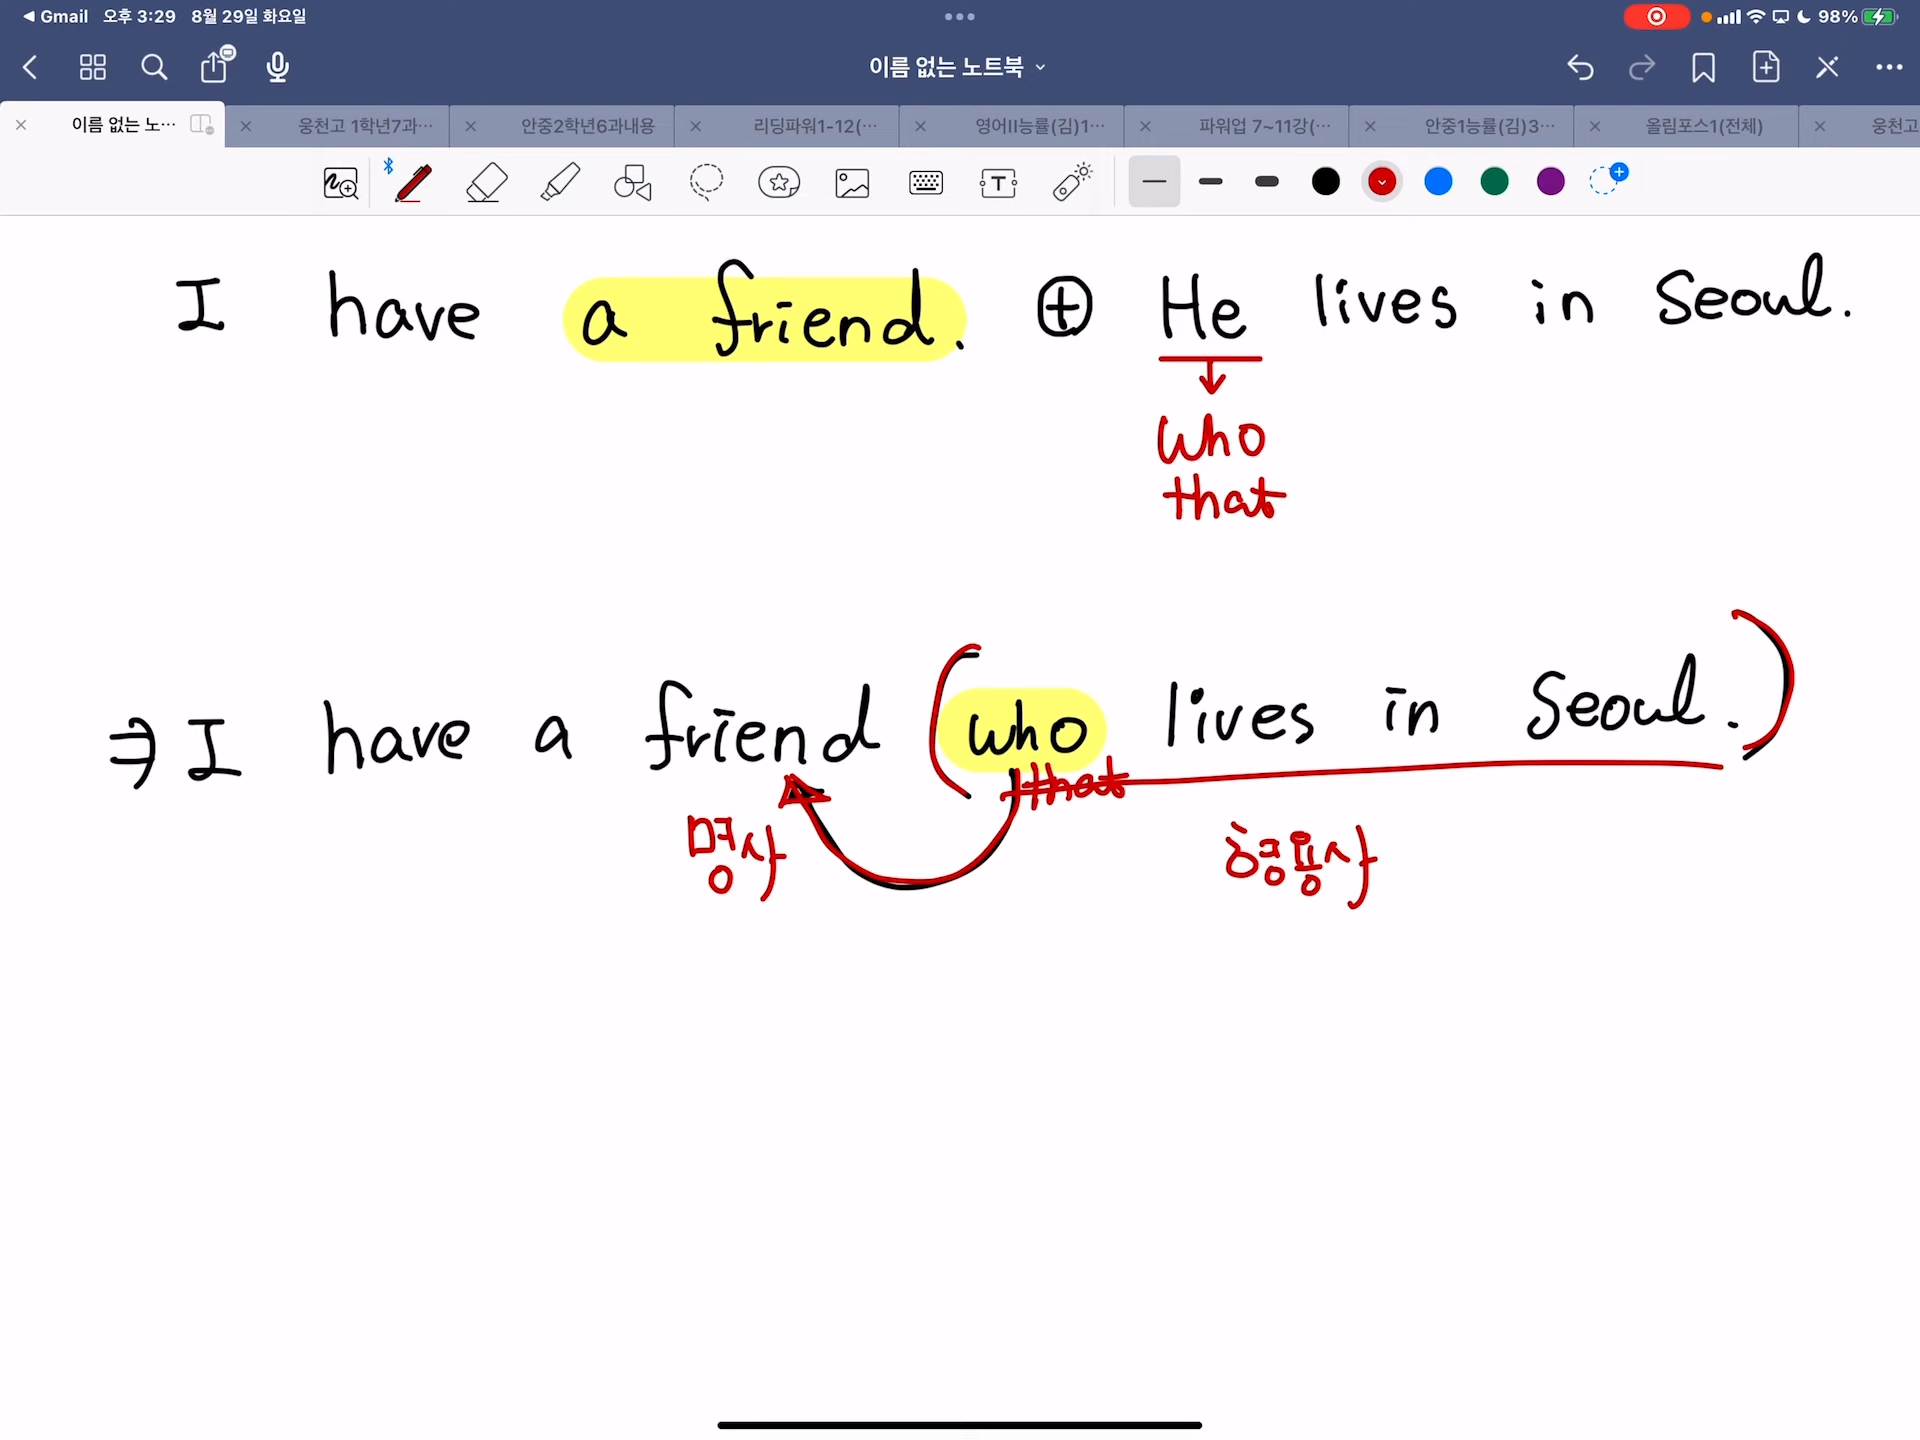 ◀ Gmail 오후 3:29 8월 29일 화요일 98%
이름 없는 노트북
이름 없는 노… 웅천고 1학년7과… 안중2학년6과내용 리딩파워1-12(… 영어II능률(김)1… 파워업 7~11강(… 안중1능률(김)3… 올림포스1(전체) 웅천고
T
I have a friend. ⊕ He lives in Seoul.
who
that
⇒ I have a friend (who lives in Seoul.)
that
명사 형용사